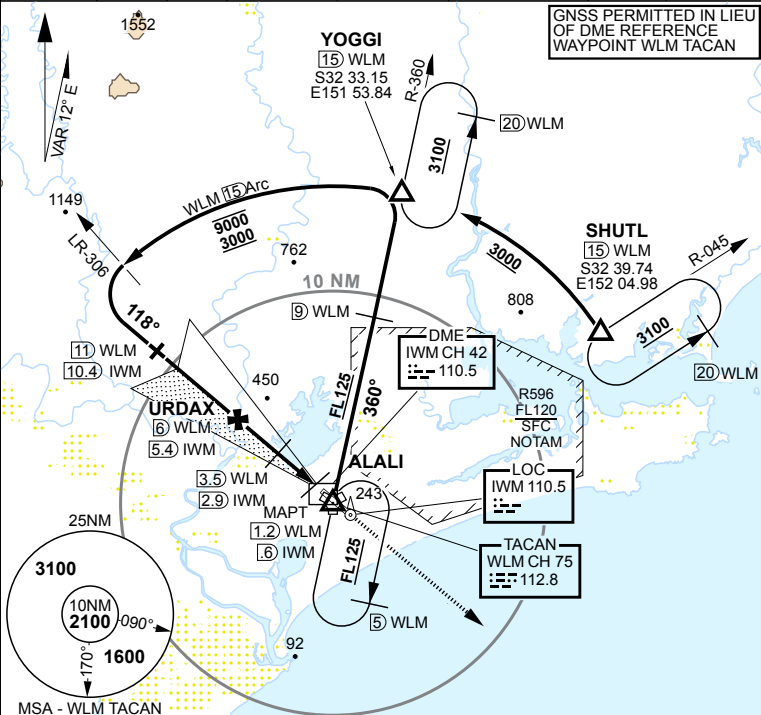 GNSS PERMITTED IN LIEU
OF DME REFERENCE
WAYPOINT WLM TACAN
1552
VAR 12° E
YOGGI
15 WLM
S32 33.15
E151 53.84
R-360
20 WLM
3100
1149
LR-306
WLM 15 Arc
9000
3000
762
SHUTL
15 WLM
S32 39.74
E152 04.98
R-045
3000
3100
20 WLM
10 NM
808
118°
9 WLM
11 WLM
10.4 IWM
DME
IWM CH 42
110.5
450
FL125
360°
R596
FL120
SFC
NOTAM
URDAX
6 WLM
5.4 IWM
3.5 WLM
2.9 IWM
ALALI
243
LOC
IWM 110.5
MAPT
1.2 WLM
.6 IWM
TACAN
WLM CH 75
112.8
FL125
5 WLM
92
25NM
3100
10NM
2100
090°
170°
1600
MSA - WLM TACAN